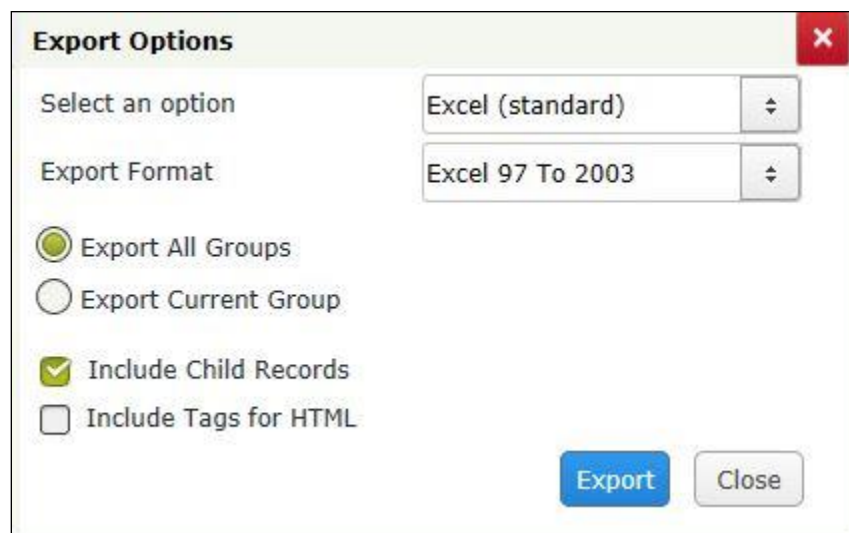 Export Options
Select an option Excel (standard)
Export Format Excel 97 To 2003
Export All Groups
Export Current Group
Include Child Records
Include Tags for HTML
Export Close